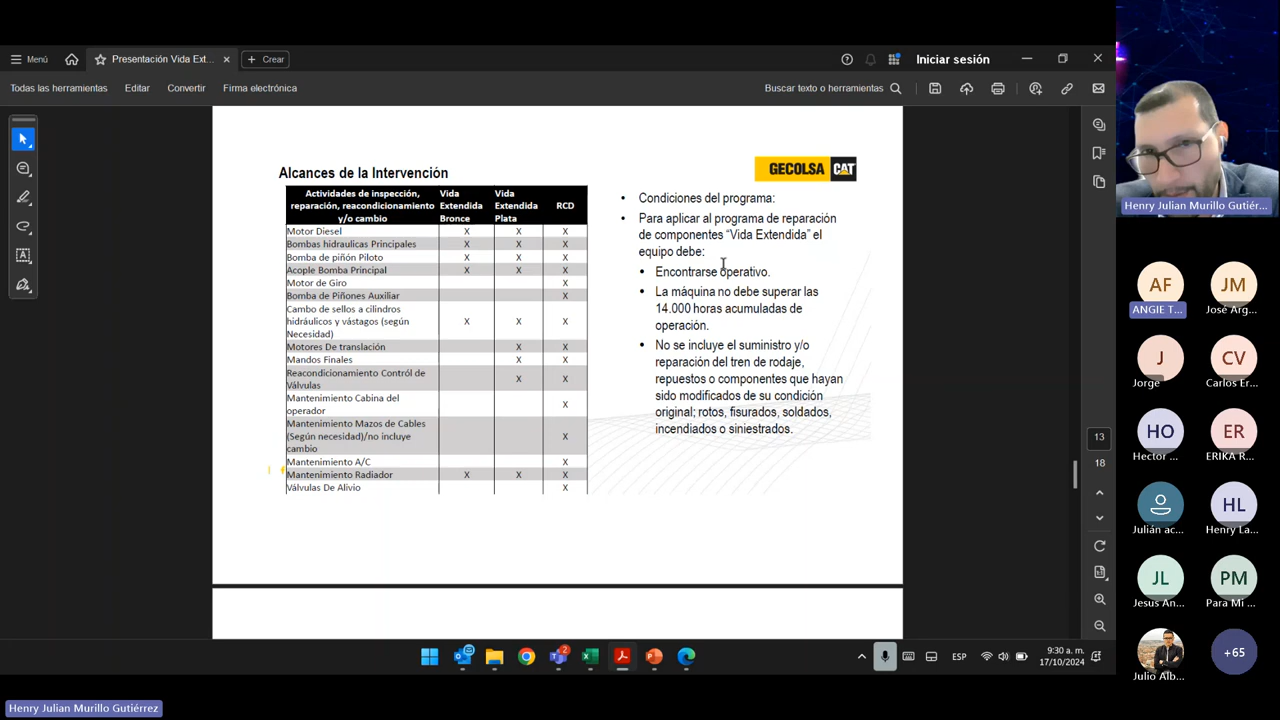 Menú
Presentación Vida Ext...
Crear
Iniciar sesión
Todas las herramientas
Editar
Convertir
Firma electrónica
Buscar texto o herramientas
Alcances de la Intervención
GECOLSA CAT
Actividades de inspección, reparación, reacondicionamiento y/o cambio | Vida Extendida Bronce | Vida Extendida Plata | RCD
Motor Diesel X X X
Bombas hidraulicas Principales X X X
Bomba de piñón Piloto X X X
Acople Bomba Principal X X X
Motor de Giro X
Bomba de Piñones Auxiliar X
Cambo de sellos a cilindros
hidráulicos y vástagos (según X X X
Necesidad)
Motores De translación X X
Mandos Finales X X
Reacondicionamiento Contról de
Válvulas X X
Mantenimiento Cabina del
operador X
Mantenimiento Mazos de Cables
(Según necesidad)/no incluye X
cambio
Mantenimiento A/C X
Mantenimiento Radiador X X X
Válvulas De Alivio X
• Condiciones del programa:
• Para aplicar al programa de reparación
de componentes “Vida Extendida” el
equipo debe:
• Encontrarse operativo.
• La máquina no debe superar las
14.000 horas acumuladas de
operación.
• No se incluye el suministro y/o
reparación del tren de rodaje,
repuestos o componentes que hayan
sido modificados de su condición
original; rotos, fisurados, soldados,
incendiados o siniestrados.
13
18
1:1
Henry Julian Murillo Gutiér...
AF
ANGIE T...
JM
Jose Arg...
J
Jorge
CV
Carlos Er...
HO
Hector ...
ER
ERIKA R...
Julián ac...
HL
Henry La...
JL
Jesus An...
PM
Para Mi ...
Julio Alb...
+65
2
ESP
9:30 a. m.
17/10/2024
Henry Julian Murillo Gutiérrez